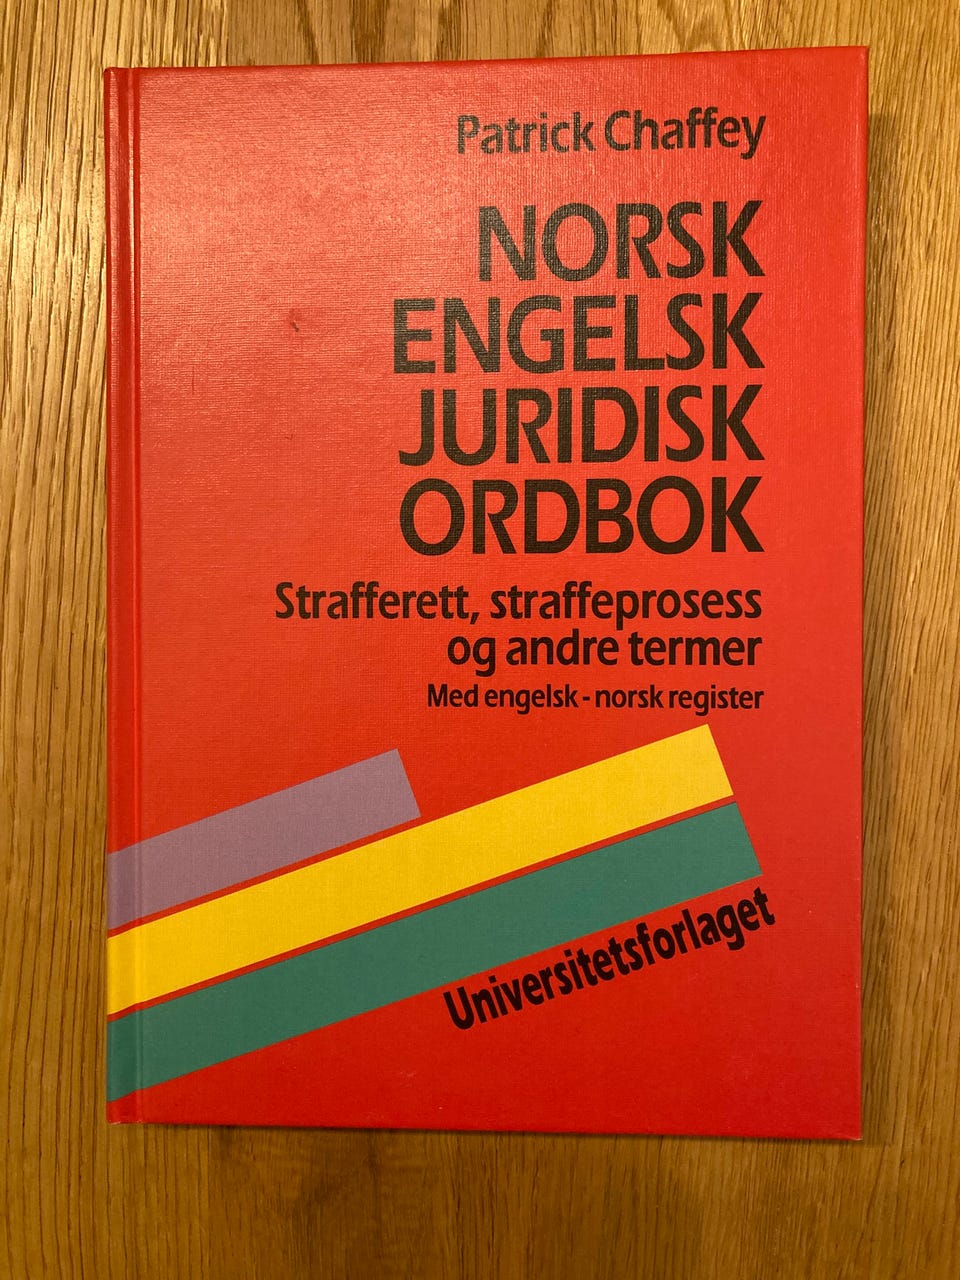 Patrick Chaffey
NORSK
ENGELSK
JURIDISK
ORDBOK
Strafferett, straffeprosess
og andre termer
Med engelsk - norsk register
Universitetsforlaget